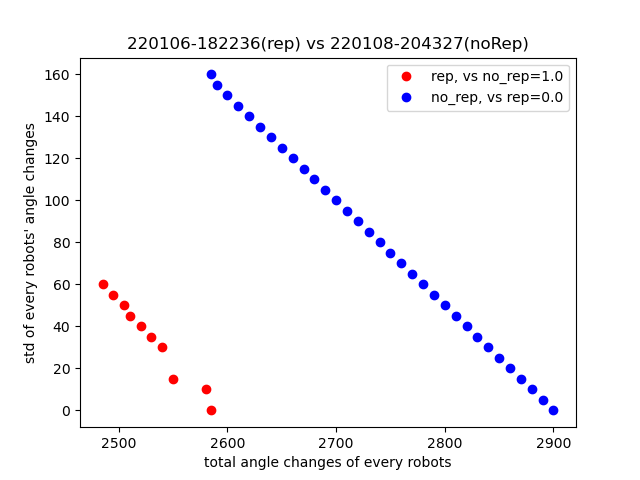 220106-182236(rep) vs 220108-204327(noRep)
rep, vs no_rep=1.0
no_rep, vs rep=0.0
160
140
120
100
80
60
40
20
0
std of every robots' angle changes
2500 2600 2700 2800 2900
total angle changes of every robots